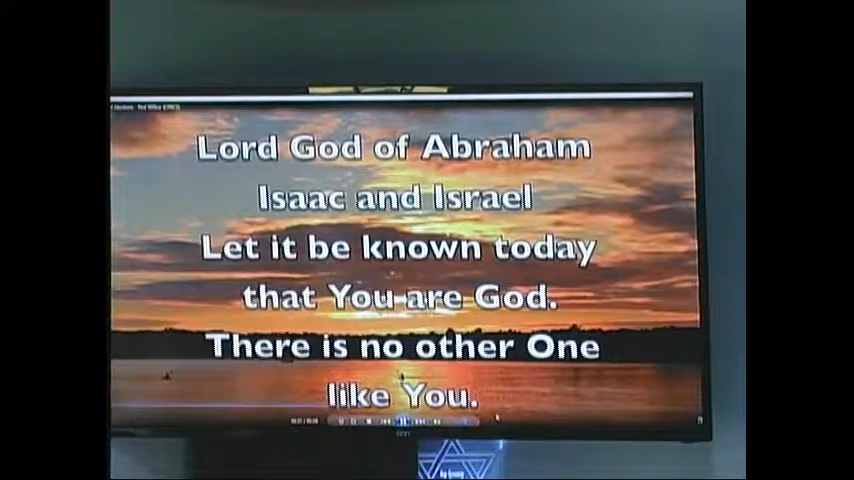 Lord God of Abraham
Isaac and Israel
Let it be known today
that You are God.
There is no other One
like You.